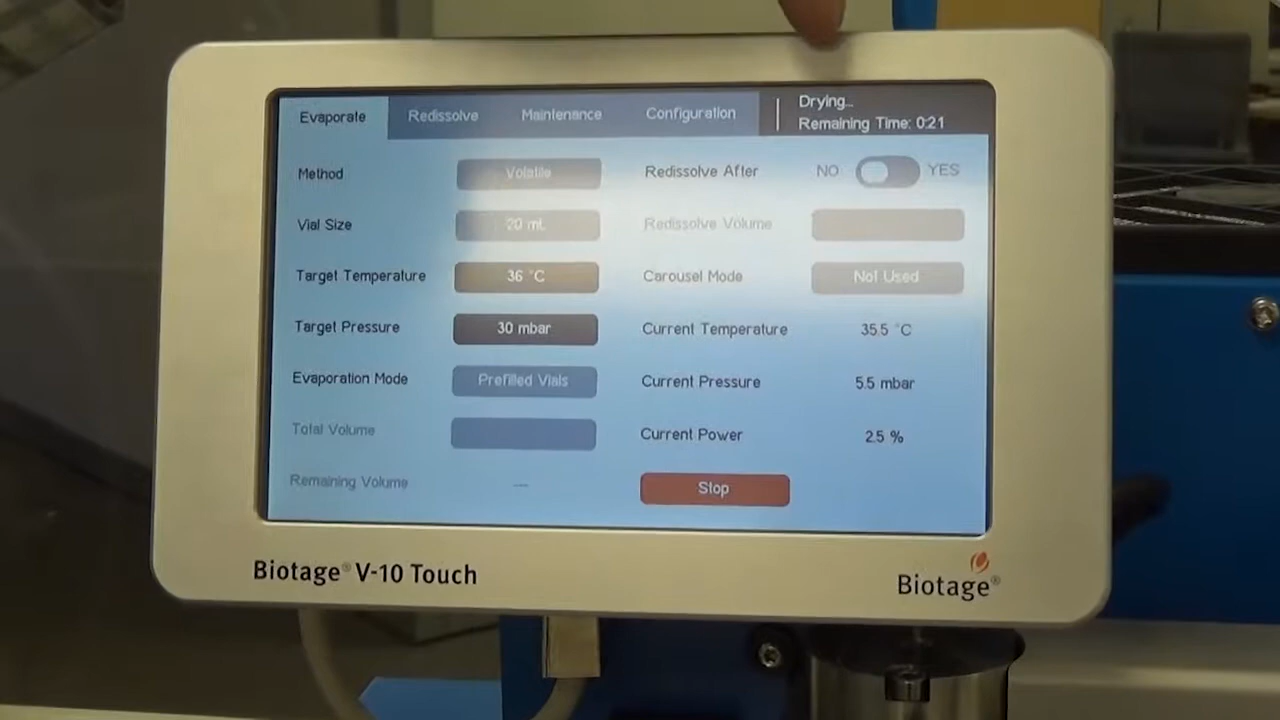 Evaporate Redissolve Maintenance Configuration
Drying...
Remaining Time: 0:21
Method Volatile Redissolve After NO YES
Vial Size 20 mL Redissolve Volume
Target Temperature 36 °C Carousel Mode Not Used
Target Pressure 30 mbar Current Temperature 35.5 °C
Evaporation Mode Prefilled Vials Current Pressure 5.5 mbar
Total Volume Current Power 2.5 %
Remaining Volume --- Stop
Biotage® V-10 Touch
Biotage®